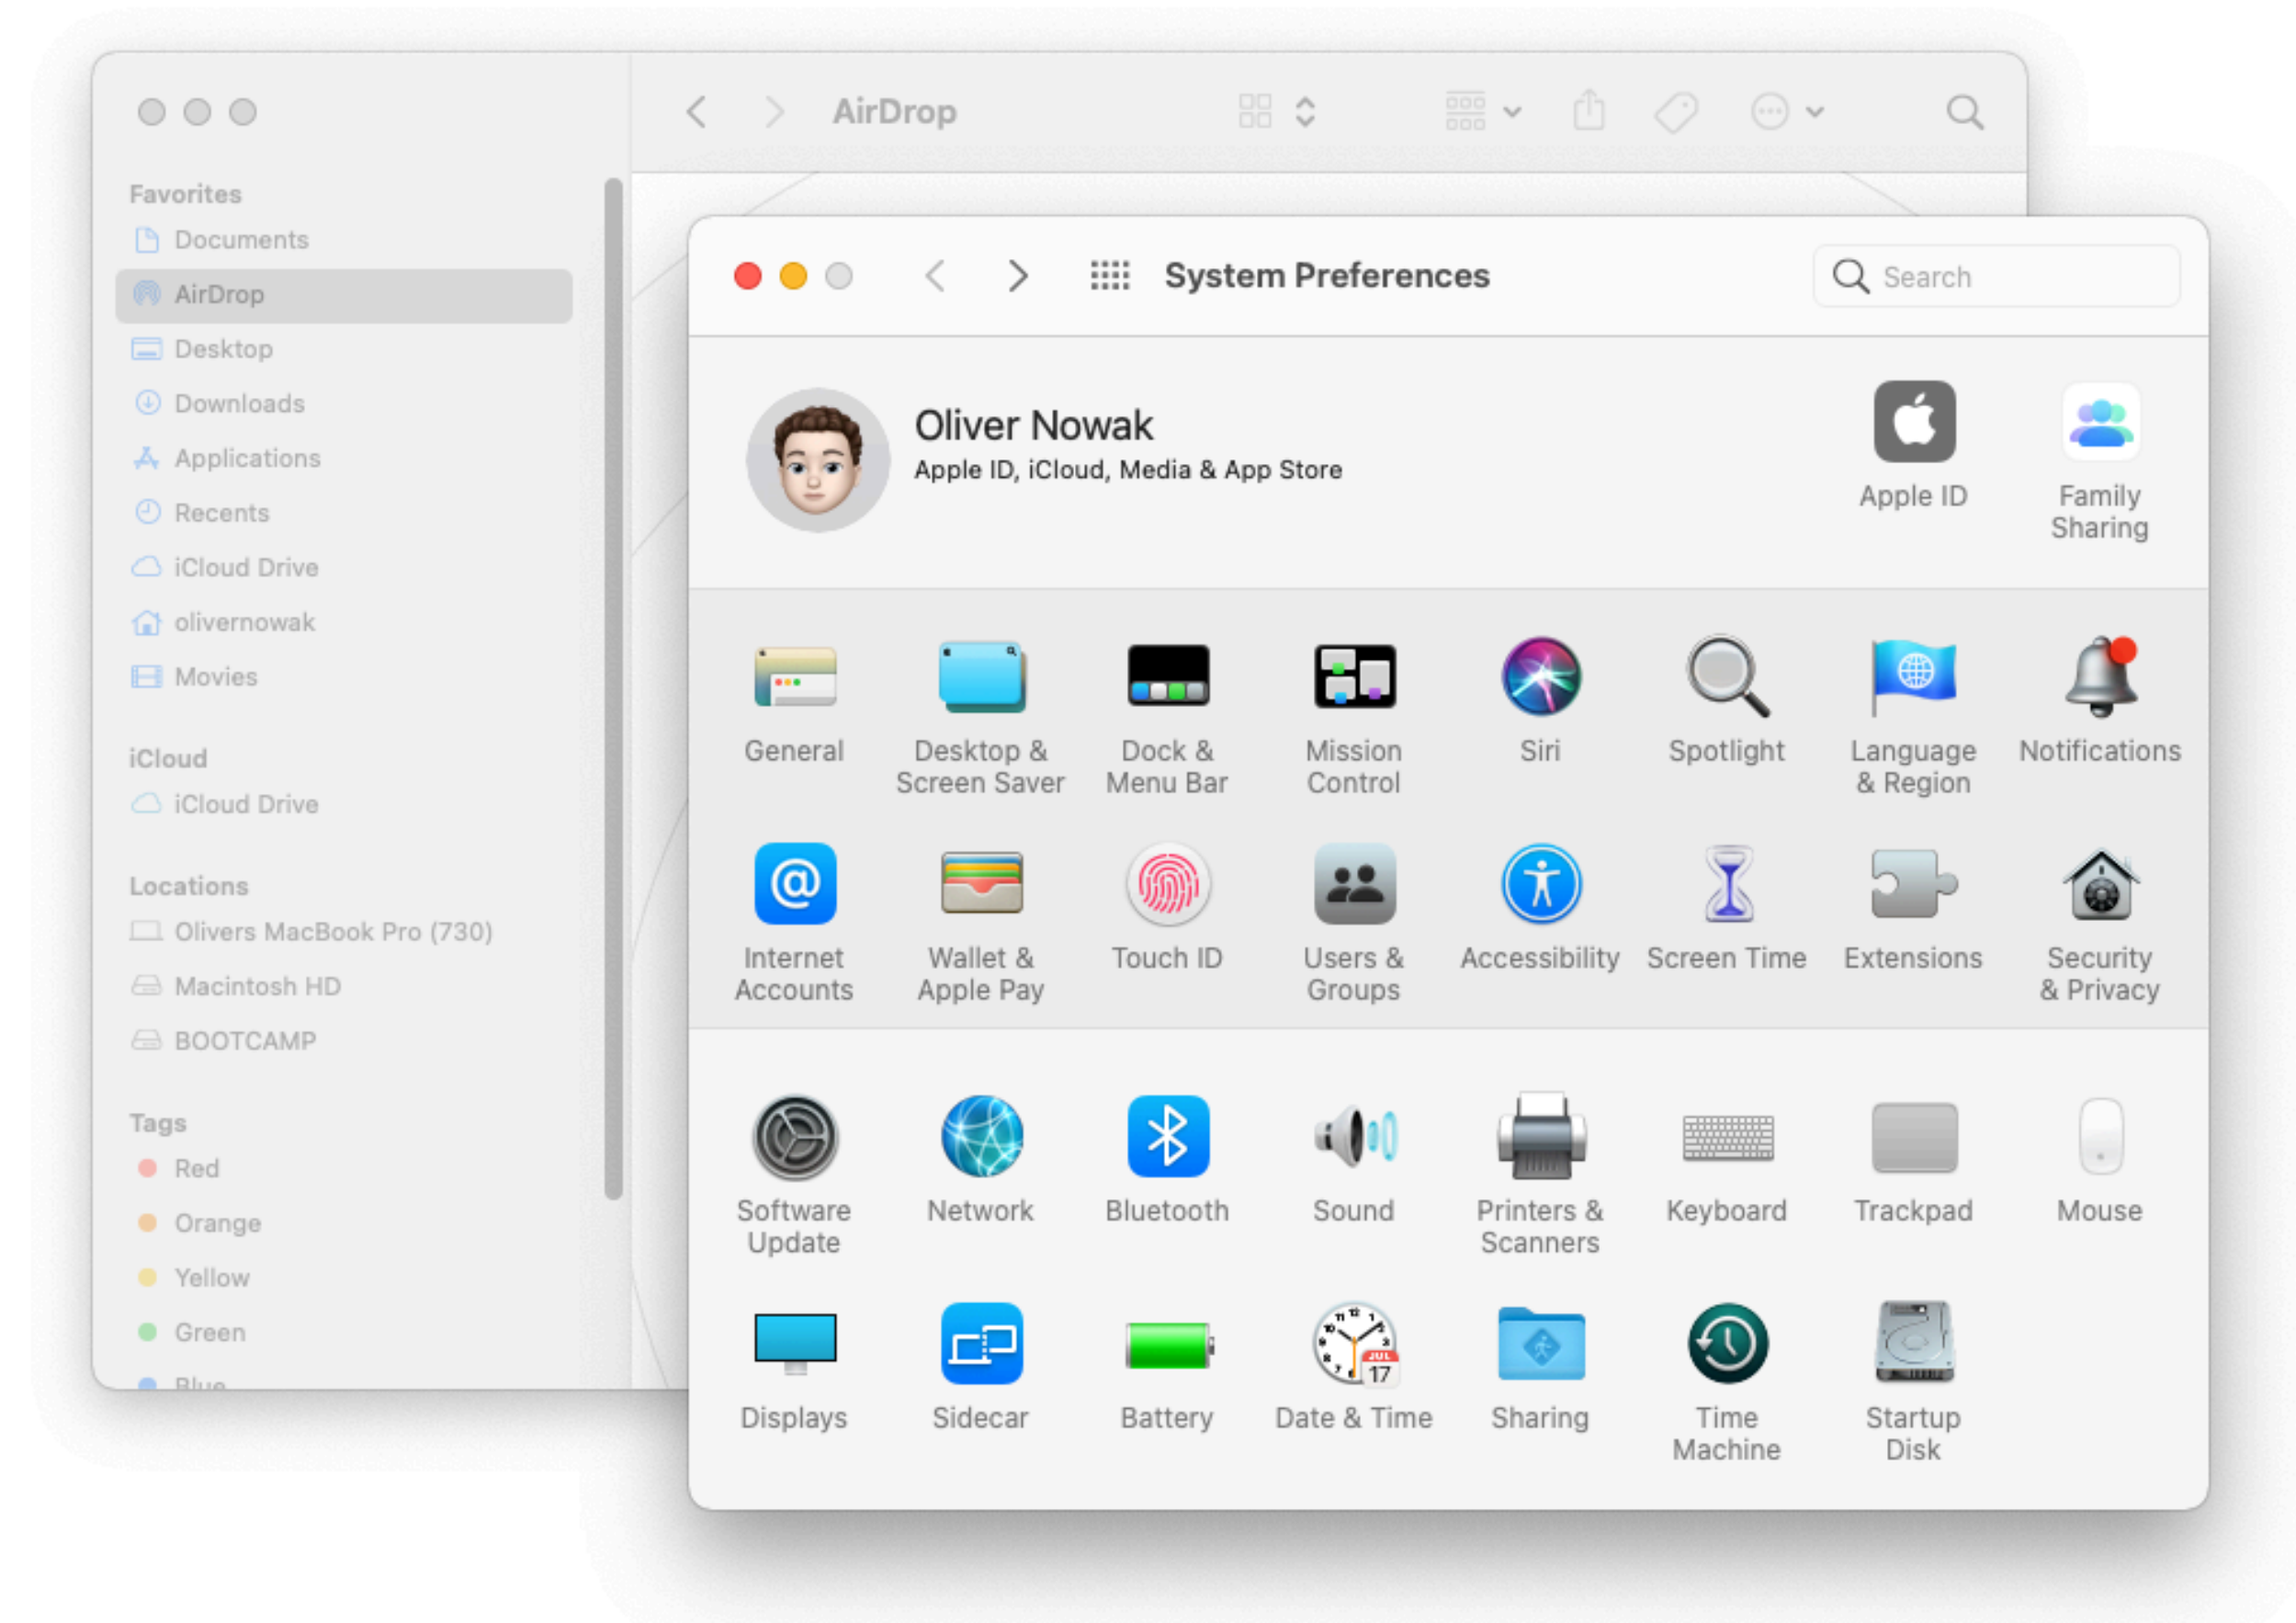 AirDrop
Favorites
Documents
AirDrop
Desktop
Downloads
Applications
Recents
iCloud Drive
olivernowak
Movies
iCloud
iCloud Drive
Locations
Olivers MacBook Pro (730)
Macintosh HD
BOOTCAMP
Tags
Red
Orange
Yellow
Green
Blue
System Preferences
Search
Oliver Nowak
Apple ID, iCloud, Media & App Store
Apple ID
Family
Sharing
General
Desktop &
Screen Saver
Dock &
Menu Bar
Mission
Control
Siri
Spotlight
Language
& Region
Notifications
Internet
Accounts
Wallet &
Apple Pay
Touch ID
Users &
Groups
Accessibility
Screen Time
Extensions
Security
& Privacy
Software
Update
Network
Bluetooth
Sound
Printers &
Scanners
Keyboard
Trackpad
Mouse
Displays
Sidecar
Battery
JUL
17
Date & Time
Sharing
Time
Machine
Startup
Disk